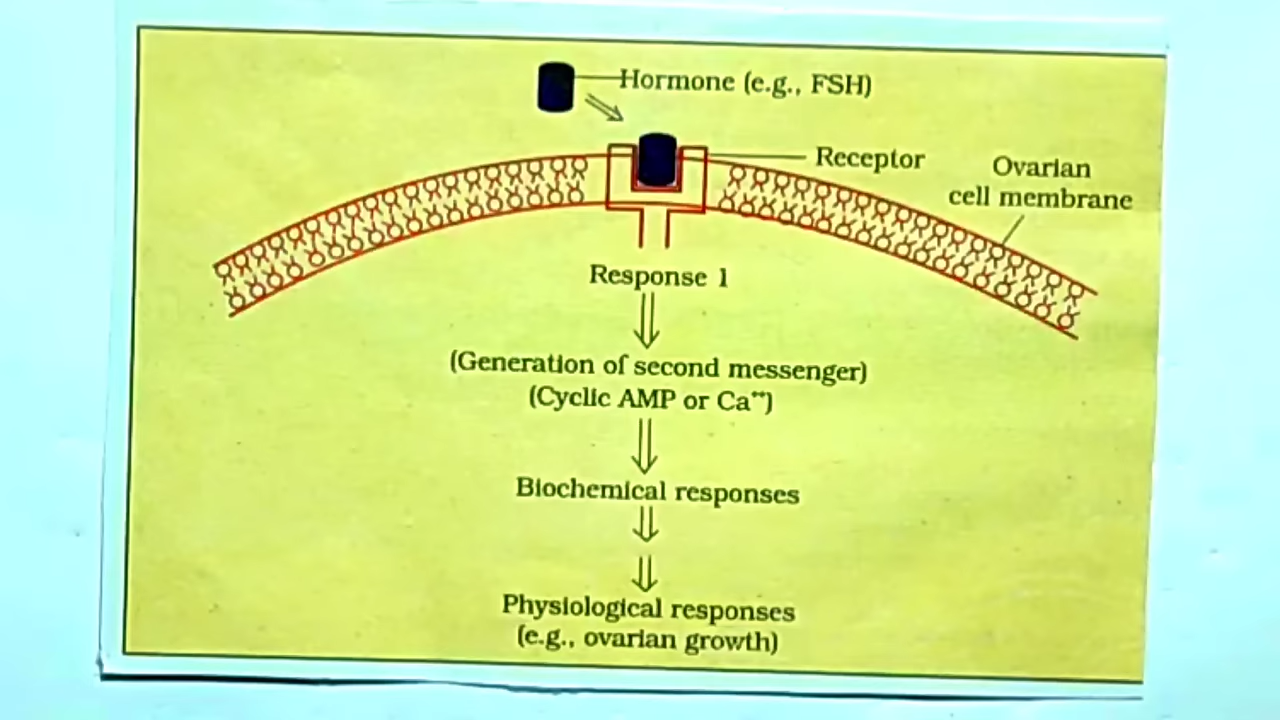 Hormone (e.g., FSH)
Receptor
Ovarian
cell membrane
Response 1
(Generation of second messenger)
(Cyclic AMP or Ca⁺⁺)
Biochemical responses
Physiological responses
(e.g., ovarian growth)